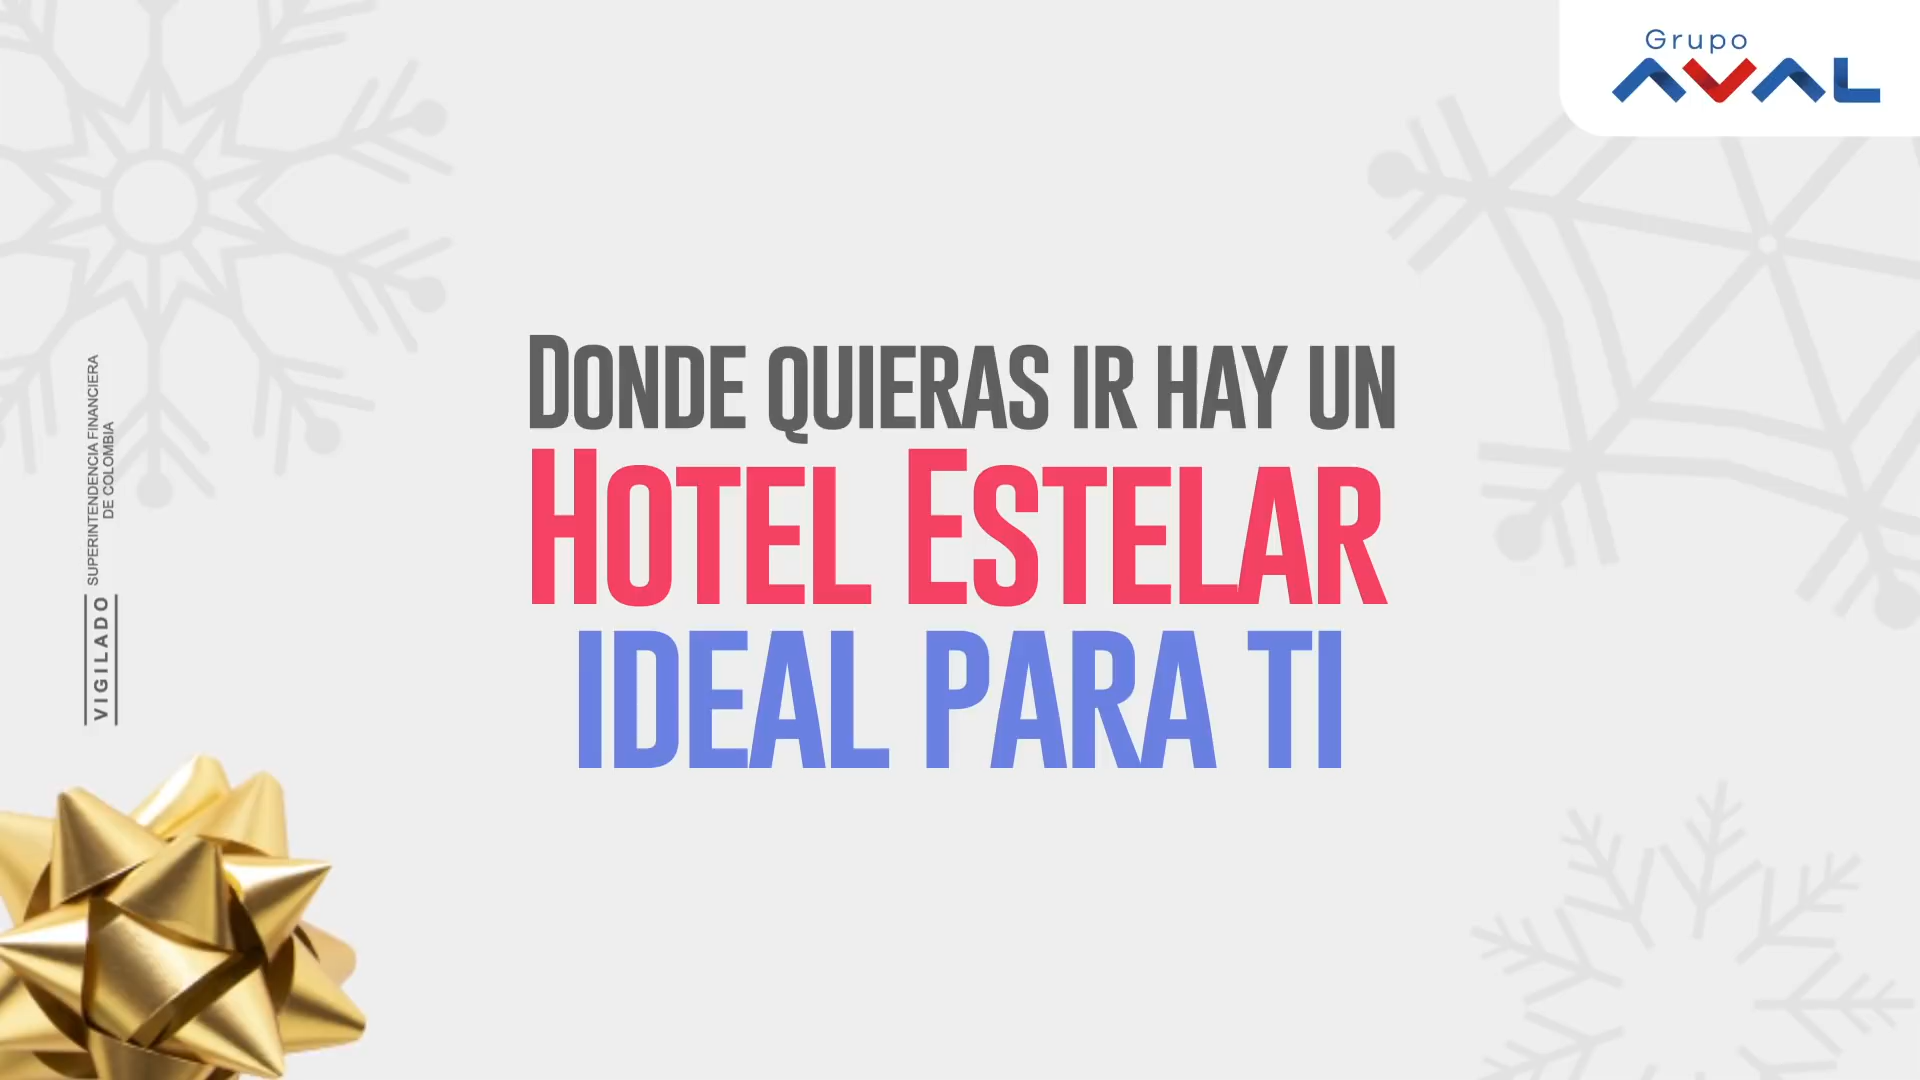 Grupo
AVAL
DONDE QUIERAS IR HAY UN
HOTEL ESTELAR
IDEAL PARA TI
VIGILADO
SUPERINTENDENCIA FINANCIERA
DE COLOMBIA